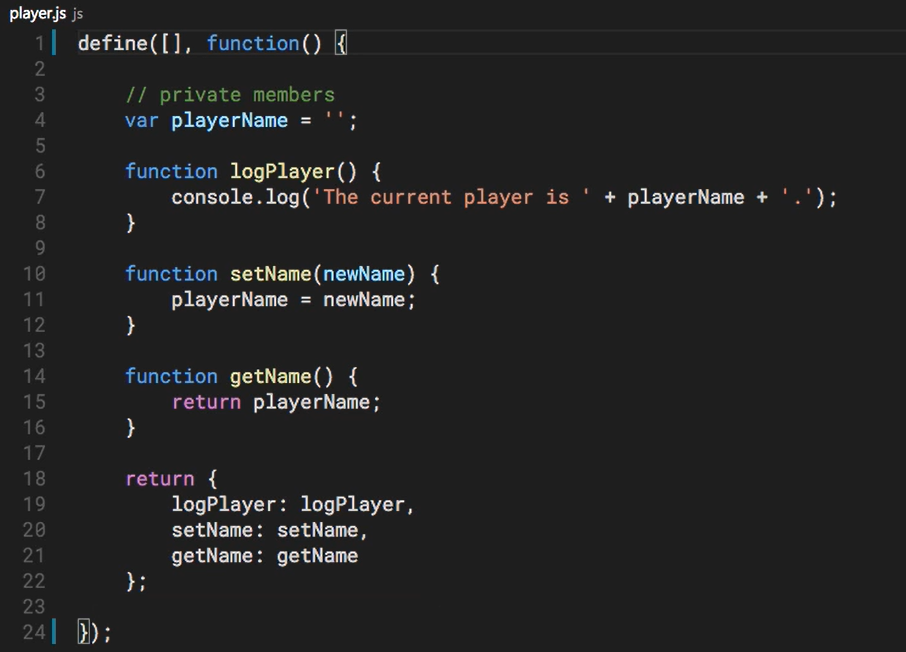 player.js js
1 define([], function() {
2
3 // private members
4 var playerName = '';
5
6 function logPlayer() {
7 console.log('The current player is ' + playerName + '.');
8 }
9
10 function setName(newName) {
11 playerName = newName;
12 }
13
14 function getName() {
15 return playerName;
16 }
17
18 return {
19 logPlayer: logPlayer,
20 setName: setName,
21 getName: getName
22 };
23
24 });